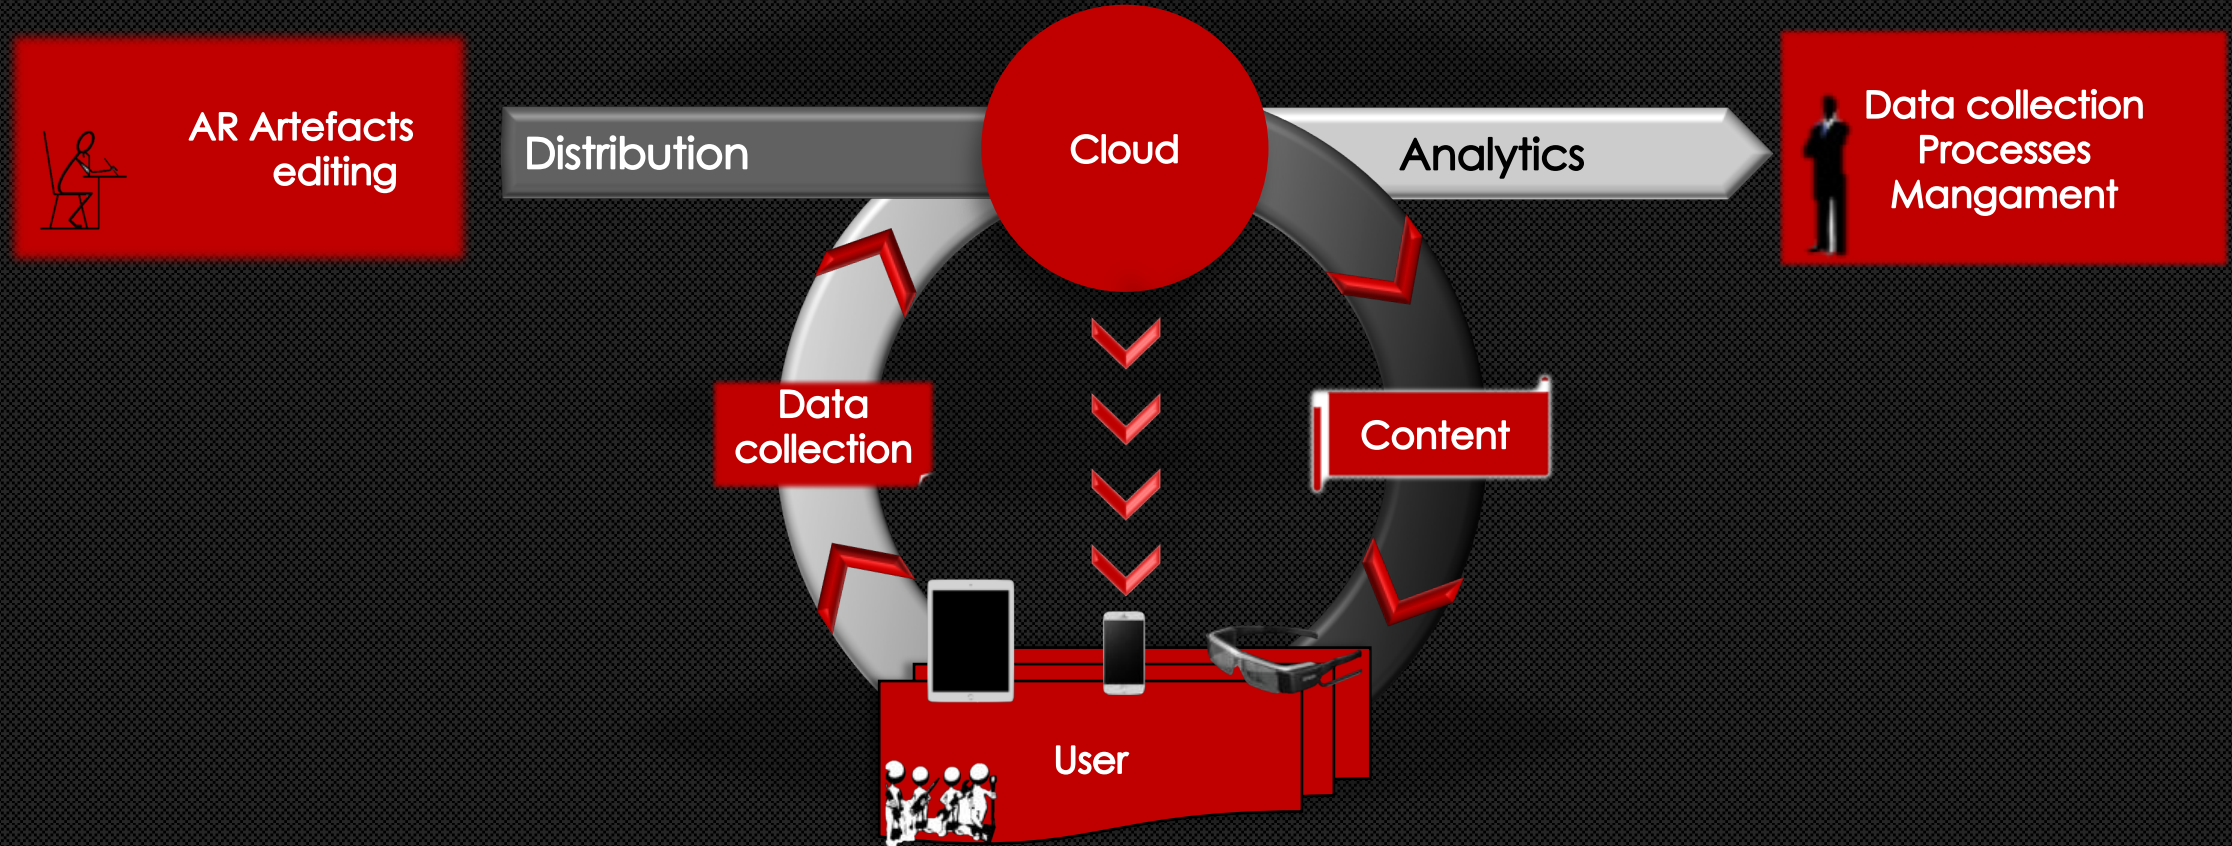 AR Artefacts
editing
Distribution
Cloud
Analytics
Data collection
Processes
Mangament
Data
collection
Content
User